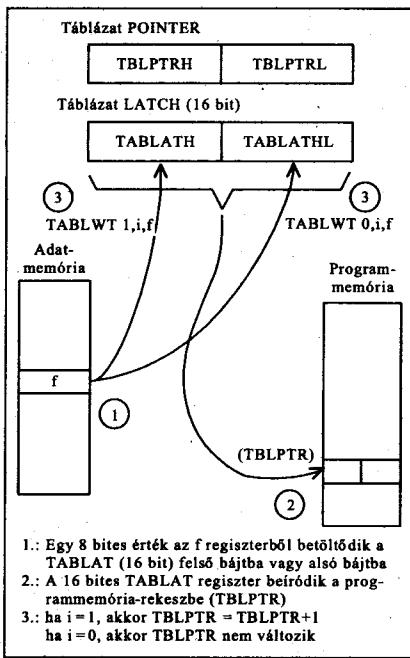 Táblázat POINTER
TBLPTRH TBLPTRL
Táblázat LATCH (16 bit)
TABLATH TABLATHL
3 3
TABLWT 1,i,f TABLWT 0,i,f
Adat-
memória
Program-
memória
f
1
(TBLPTR)
2
1.: Egy 8 bites érték az f regiszterből betöltődik a
TABLAT (16 bit) felső bájtba vagy alsó bájtba
2.: A 16 bites TABLAT regiszter beíródik a prog-
rammemória-rekeszbe (TBLPTR)
3.: ha i = 1, akkor TBLPTR = TBLPTR+1
ha i = 0, akkor TBLPTR nem változik